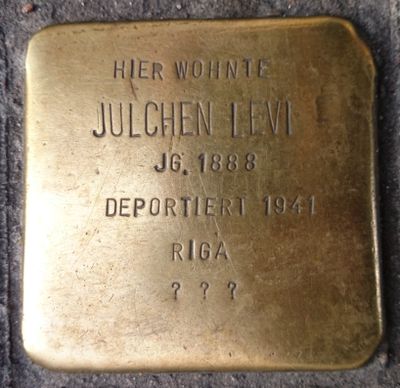 HIER WOHNTE
JULCHEN LEVI
JG. 1888
DEPORTIERT 1941
RIGA
? ? ?